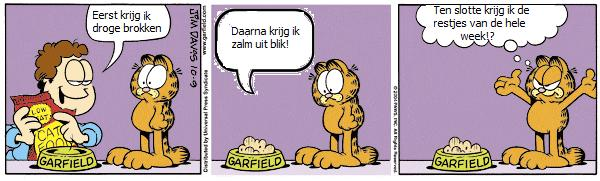 Eerst krijg ik
droge brokken
LOW
CAT
FOOD
GARFIELD
JIM DAVIS 10-9
www.garfield.com
Distributed by Universal Press Syndicate
Daarna krijg ik
zalm uit blik!
GARFIELD
Ten slotte krijg ik de
restjes van de hele
week!?
GARFIELD